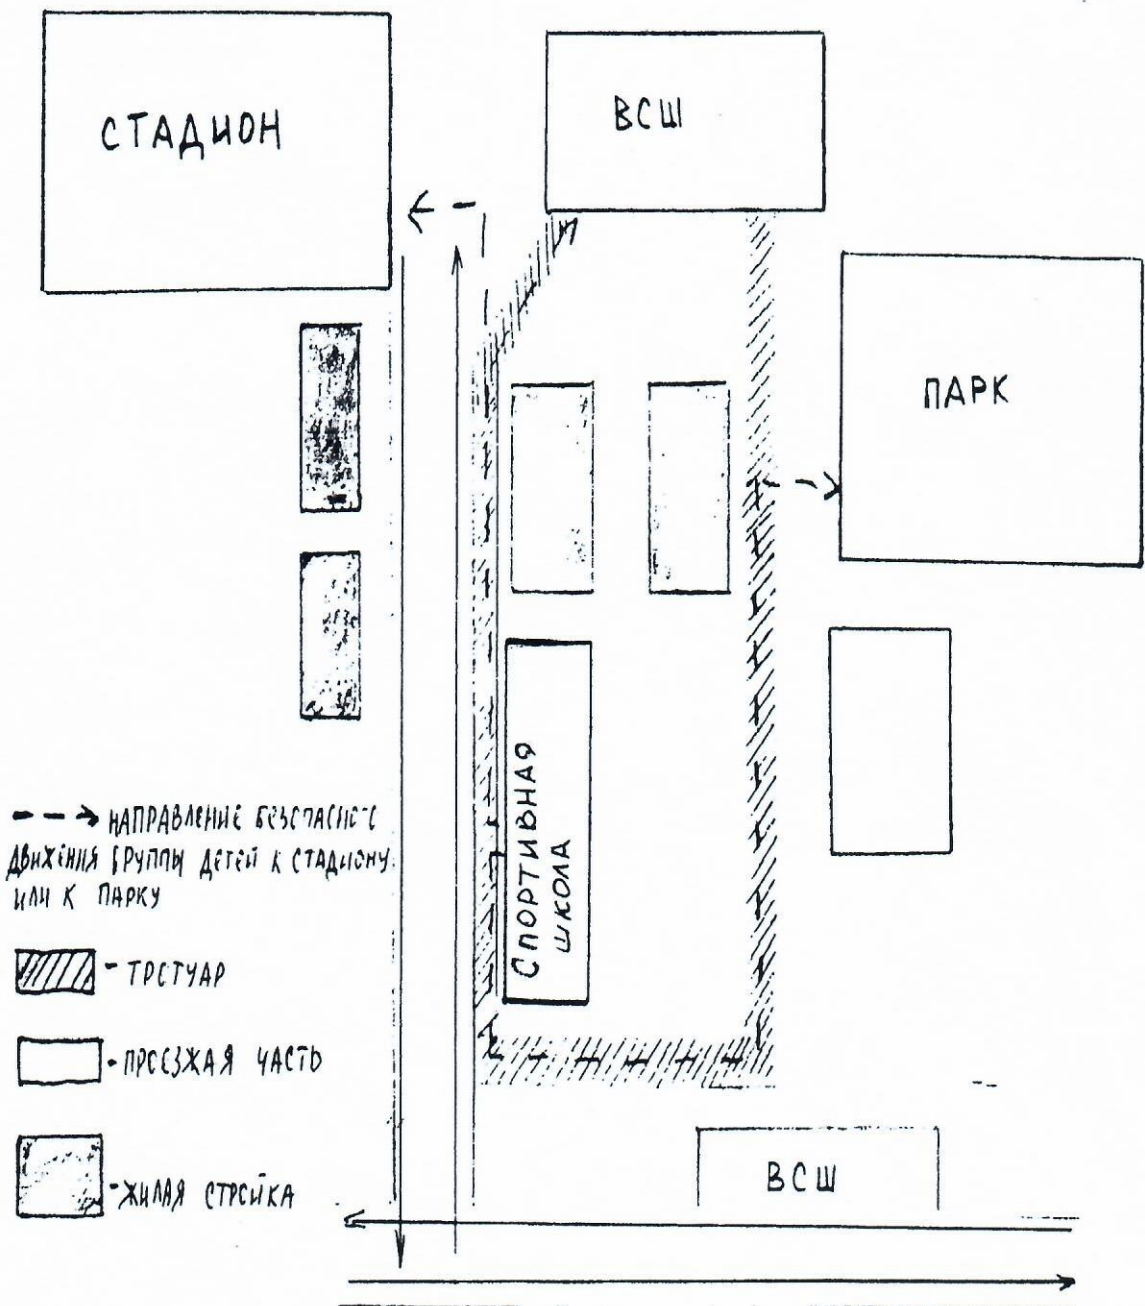 СТАДИОН
ВСШ
ПАРК
СПОРТИВНАЯ
ШКОЛА
НАПРАВЛЕНИЕ БЕЗОПАСНОГО
ДВИЖЕНИЯ ГРУППЫ ДЕТЕЙ К СТАДИОНУ
ИЛИ К ПАРКУ
- ТРОТУАР
- ПРОЕЗЖАЯ ЧАСТЬ
- ЖИЛАЯ СТРОЙКА
ВСШ